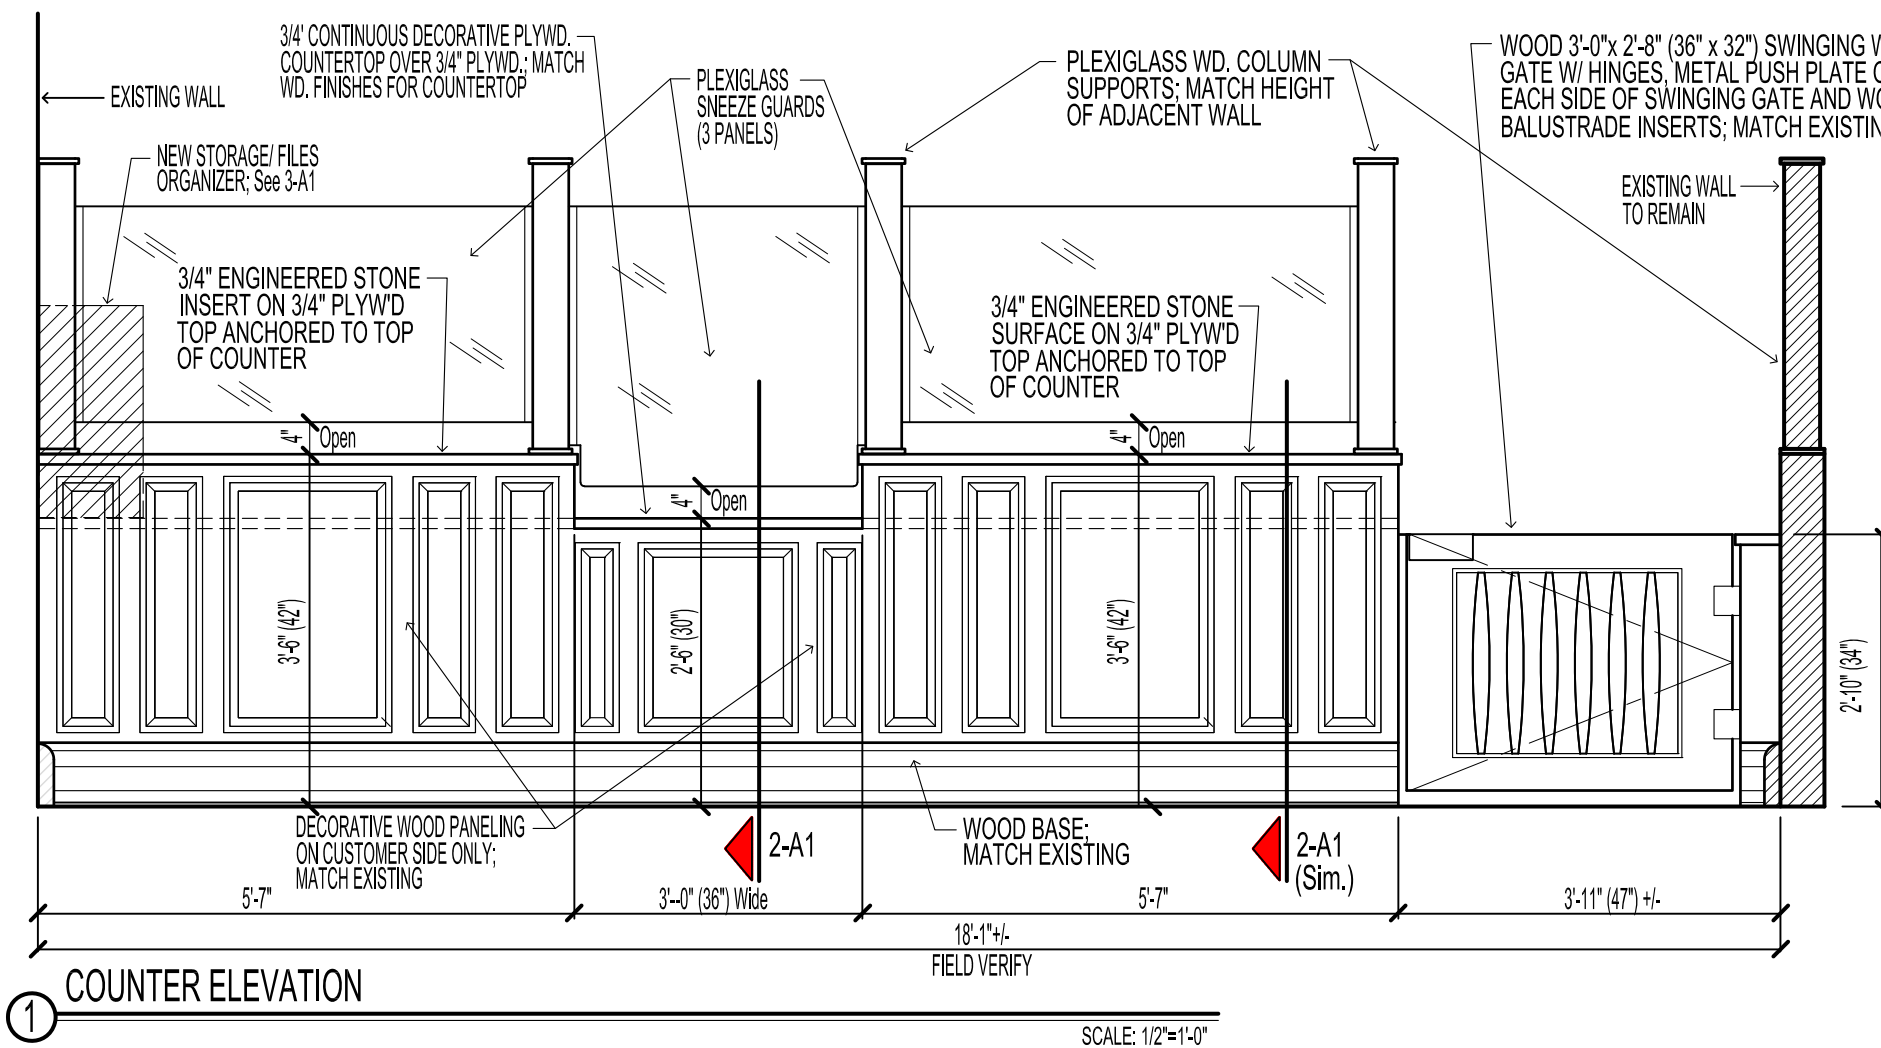 3/4' CONTINUOUS DECORATIVE PLYWD.
COUNTERTOP OVER 3/4" PLYWD.; MATCH
WD. FINISHES FOR COUNTERTOP
EXISTING WALL
NEW STORAGE/ FILES
ORGANIZER; See 3-A1
PLEXIGLASS
SNEEZE GUARDS
(3 PANELS)
PLEXIGLASS WD. COLUMN
SUPPORTS; MATCH HEIGHT
OF ADJACENT WALL
WOOD 3'-0"x 2'-8" (36" x 32") SWINGING
GATE W/ HINGES, METAL PUSH PLATE
EACH SIDE OF SWINGING GATE AND
BALUSTRADE INSERTS; MATCH
EXISTING WALL
TO REMAIN
3/4" ENGINEERED STONE
INSERT ON 3/4" PLYW'D
TOP ANCHORED TO TOP
OF COUNTER
3/4" ENGINEERED STONE
SURFACE ON 3/4" PLYW'D
TOP ANCHORED TO TOP
OF COUNTER
4" Open
4" Open
4" Open
3'-6" (42")
2'-6" (30")
3'-6" (42")
2'-10" (34")
DECORATIVE WOOD PANELING
ON CUSTOMER SIDE ONLY;
MATCH EXISTING
2-A1
WOOD BASE;
MATCH EXISTING
2-A1
(Sim.)
5'-7"
3'--0" (36") Wide
5'-7"
3'-11" (47") +/-
18'-1"+/-
FIELD VERIFY
COUNTER ELEVATION
1
SCALE: 1/2"=1'-0"